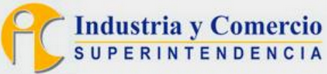 Industria y Comercio
SUPERINTENDENCIA